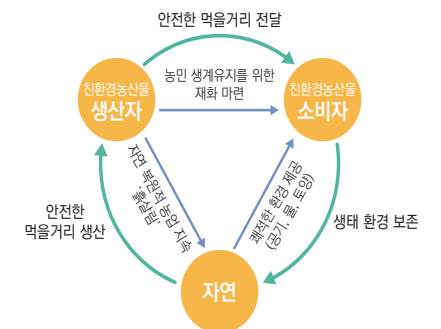 안전한 먹을거리 전달
친환경농산물
생산자
농민 생계유지를 위한
재화 마련
친환경농산물
소비자
자연 복원적 농업 지속
'흙살림'
쾌적한 환경 제공
(공기, 물, 토양)
안전한
먹을거리 생산
생태 환경 보존
자연